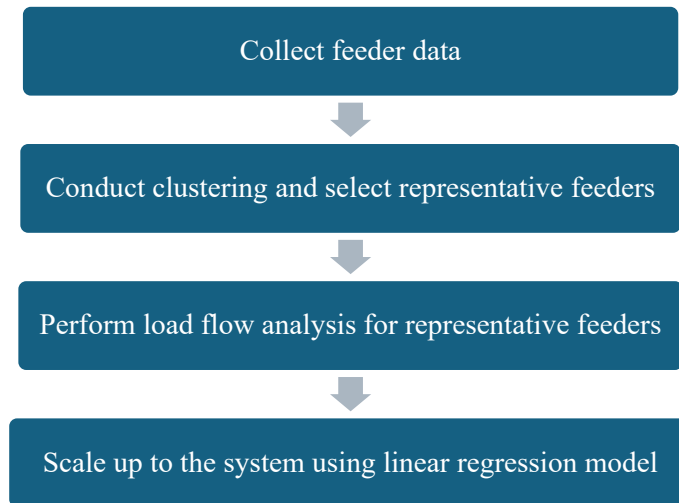 Collect feeder data
Conduct clustering and select representative feeders
Perform load flow analysis for representative feeders
Scale up to the system using linear regression model